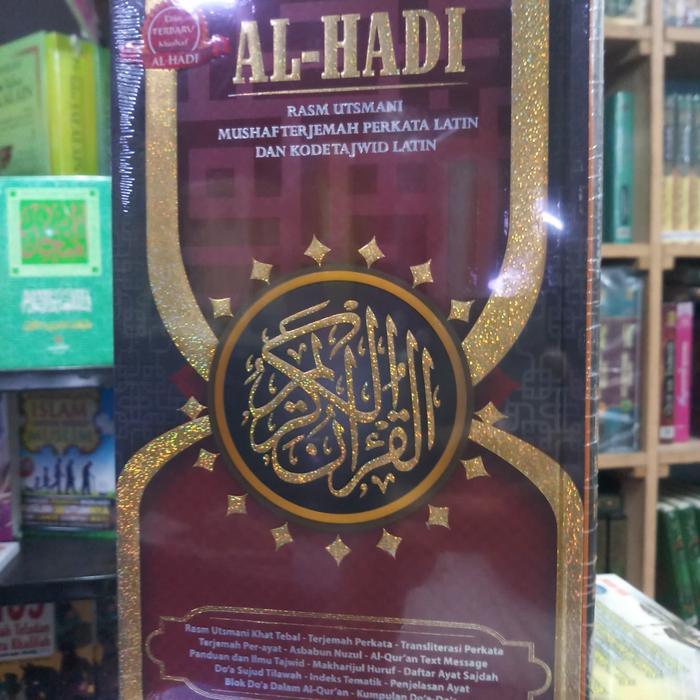 Edisi
TERBARU
Mushaf
AL-HADI
AL-HADI
RASM UTSMANI
MUSHAF TERJEMAH PERKATA LATIN
DAN KODE TAJWID LATIN
القرآن الكريم
Rasm Utsmani Khat Tebal - Terjemah Perkata - Transliterasi Perkata
Terjemah Per-ayat - Asbabun Nuzul - Al-Qur'an Text Message
Panduan dan Ilmu Tajwid - Makharijul Huruf - Daftar Ayat Sajdah
Do'a Sujud Tilawah - Indeks Tematik - Penjelasan Ayat
Blok Do'a Dalam Al-Qur'an - Kumpulan Do'a-Do'a
ISLAM